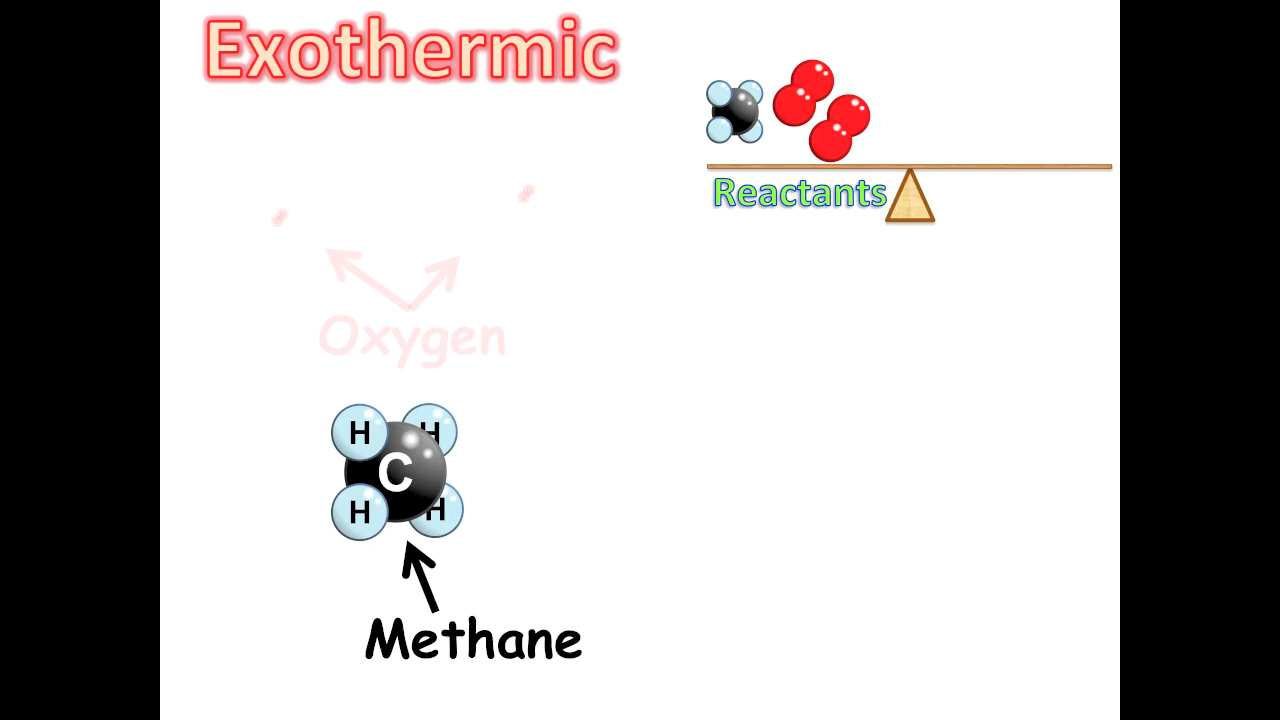 Exothermic
Reactants
Oxygen
H H
C
H H
Methane